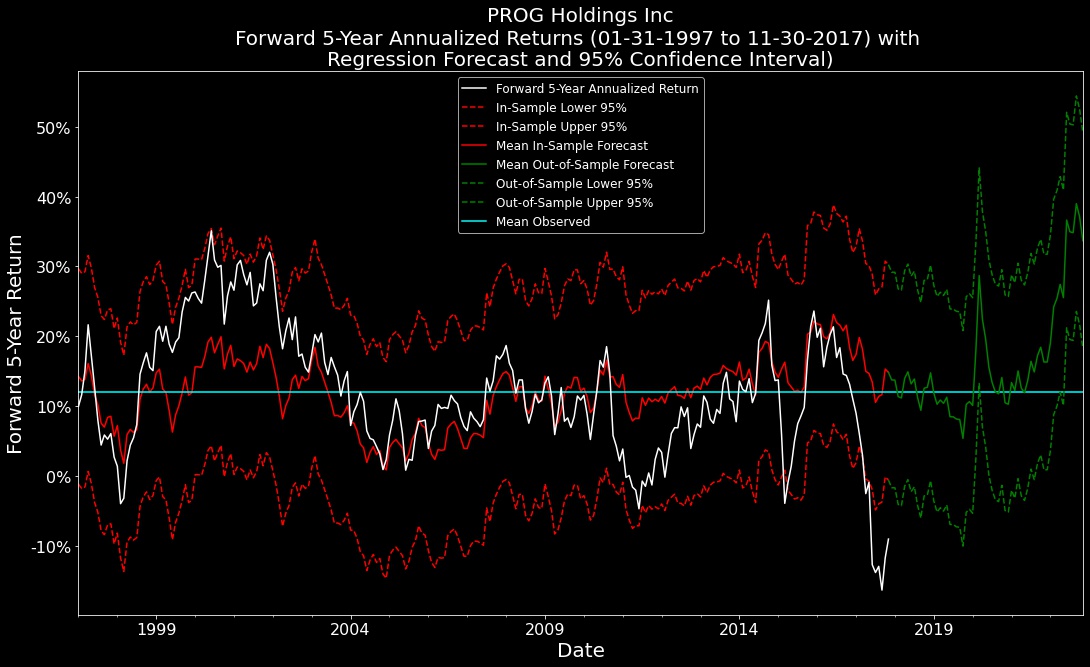 PROG Holdings Inc
Forward 5-Year Annualized Returns (01-31-1997 to 11-30-2017) with
Regression Forecast and 95% Confidence Interval)
Forward 5-Year Annualized Return
In-Sample Lower 95%
In-Sample Upper 95%
Mean In-Sample Forecast
Mean Out-of-Sample Forecast
Out-of-Sample Lower 95%
Out-of-Sample Upper 95%
Mean Observed
Forward 5-Year Return
50%
40%
30%
20%
10%
0%
-10%
1999
2004
2009
2014
2019
Date